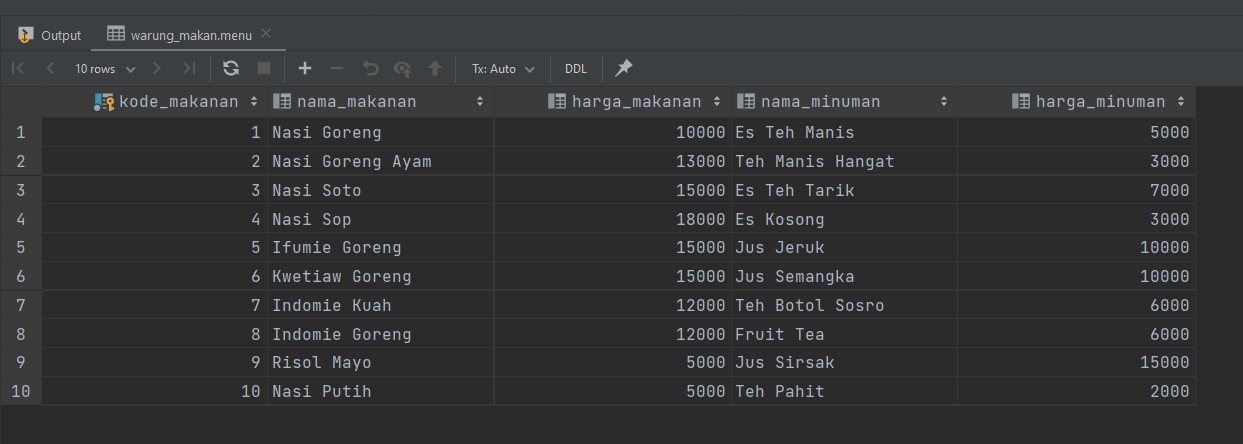 Output warung_makan.menu
10 rows Tx: Auto DDL
kode_makanan nama_makanan harga_makanan nama_minuman harga_minuman
1 1 Nasi Goreng 10000 Es Teh Manis 5000
2 2 Nasi Goreng Ayam 13000 Teh Manis Hangat 3000
3 3 Nasi Soto 15000 Es Teh Tarik 7000
4 4 Nasi Sop 18000 Es Kosong 3000
5 5 Ifumie Goreng 15000 Jus Jeruk 10000
6 6 Kwetiaw Goreng 15000 Jus Semangka 10000
7 7 Indomie Kuah 12000 Teh Botol Sosro 6000
8 8 Indomie Goreng 12000 Fruit Tea 6000
9 9 Risol Mayo 5000 Jus Sirsak 15000
10 10 Nasi Putih 5000 Teh Pahit 2000